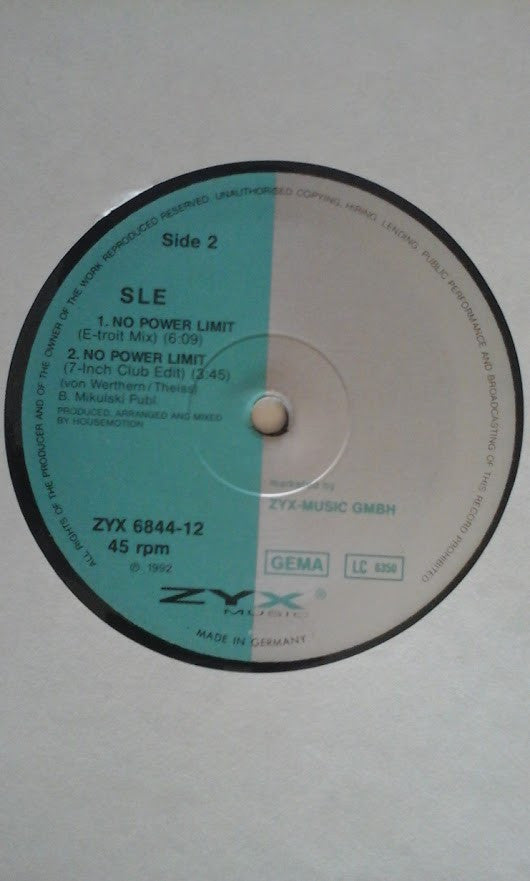 ALL RIGHTS OF THE PRODUCER AND OF THE OWNER OF THE WORK REPRODUCED RESERVED. UNAUTHORISED COPYING, HIRING, LENDING, PUBLIC PERFORMANCE AND BROADCASTING OF THIS RECORD PROHIBITED
Side 2
SLE
1. NO POWER LIMIT
(E-troit Mix) (6:09)
2. NO POWER LIMIT
(7-Inch Club Edit) (3:45)
(von Werthern/Theiss)
B. Mikulski Publ.
PRODUCED, ARRANGED AND MIXED
BY HOUSEMOTION
marketed by
ZYX-MUSIC GMBH
ZYX 6844-12
45 rpm
℗ 1992
GEMA
LC 6350
ZYX ®
MUSIC
MADE IN GERMANY